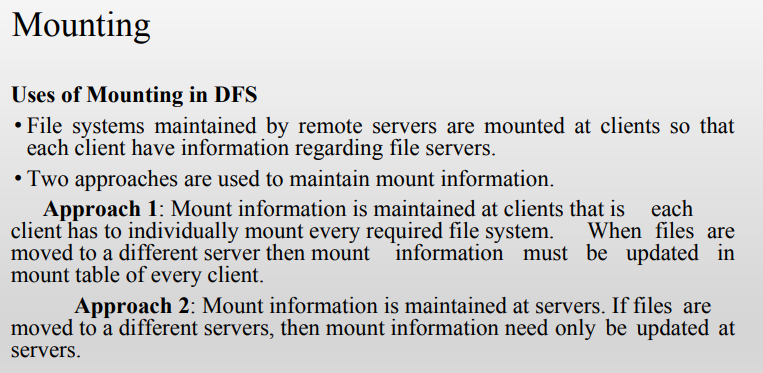 Mounting
Uses of Mounting in DFS
• File systems maintained by remote servers are mounted at clients so that
each client have information regarding file servers.
• Two approaches are used to maintain mount information.
Approach 1: Mount information is maintained at clients that is each
client has to individually mount every required file system. When files are
moved to a different server then mount information must be updated in
mount table of every client.
Approach 2: Mount information is maintained at servers. If files are
moved to a different servers, then mount information need only be updated at
servers.